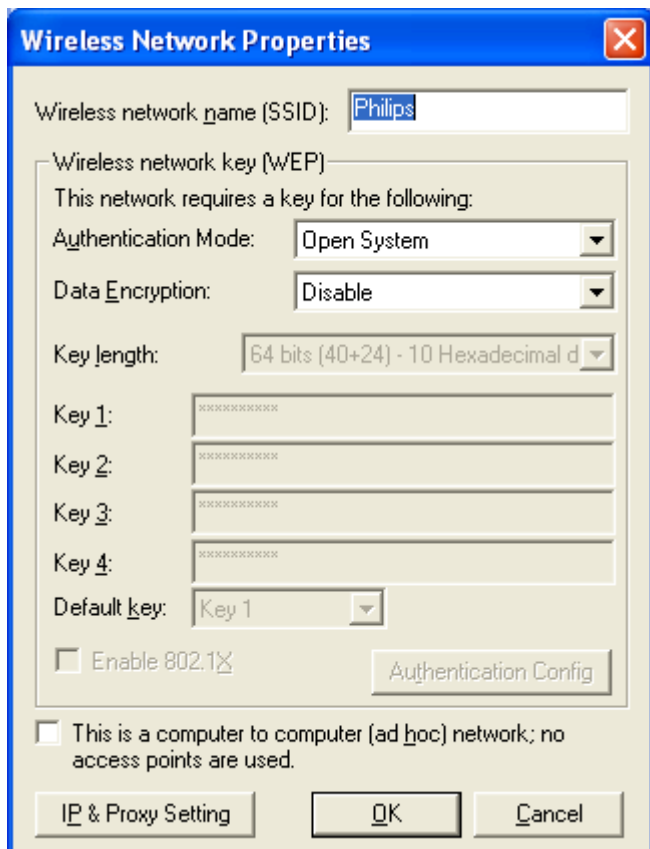 Wireless Network Properties
Wireless network name (SSID): Philips
Wireless network key (WEP)
This network requires a key for the following:
Authentication Mode: Open System
Data Encryption: Disable
Key length: 64 bits (40+24) - 10 Hexadecimal d
Key 1: **********
Key 2: **********
Key 3: **********
Key 4: **********
Default key: Key 1
Enable 802.1X Authentication Config
This is a computer to computer (ad hoc) network; no
access points are used.
IP & Proxy Setting OK Cancel